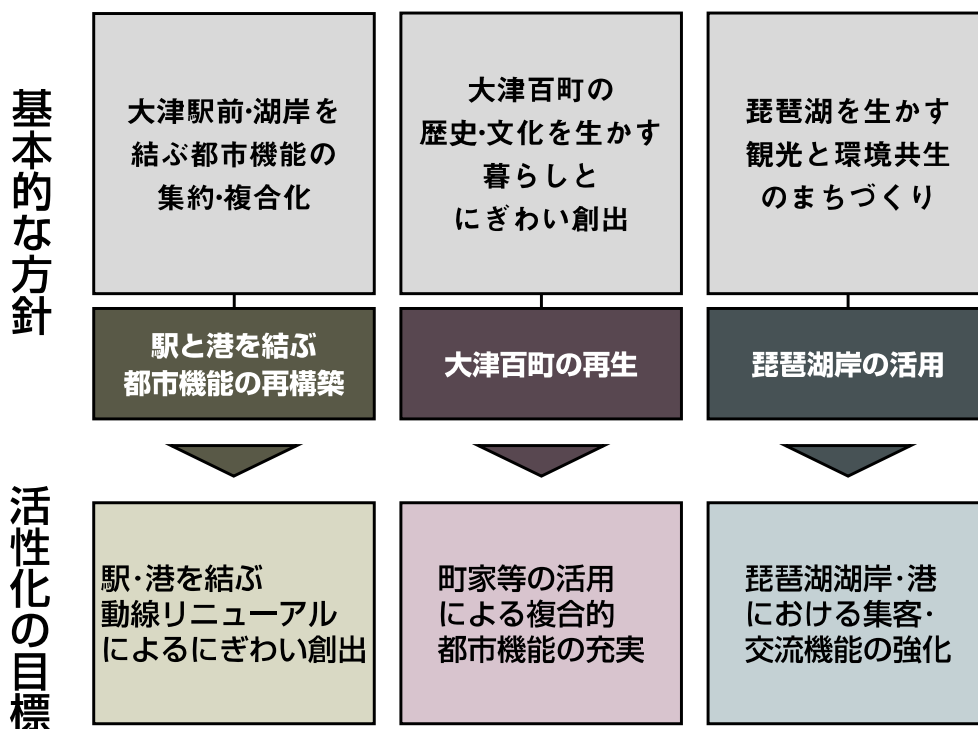 基本的な方針
大津駅前・湖岸を
結ぶ都市機能の
集約・複合化
大津百町の
歴史・文化を生かす
暮らしと
にぎわい創出
琵琶湖を生かす
観光と環境共生
のまちづくり
駅と港を結ぶ
都市機能の再構築
大津百町の再生
琵琶湖岸の活用
活性化の目標
駅・港を結ぶ
動線リニューアル
によるにぎわい創出
町家等の活用
による複合的
都市機能の充実
琵琶湖湖岸・港
における集客・
交流機能の強化